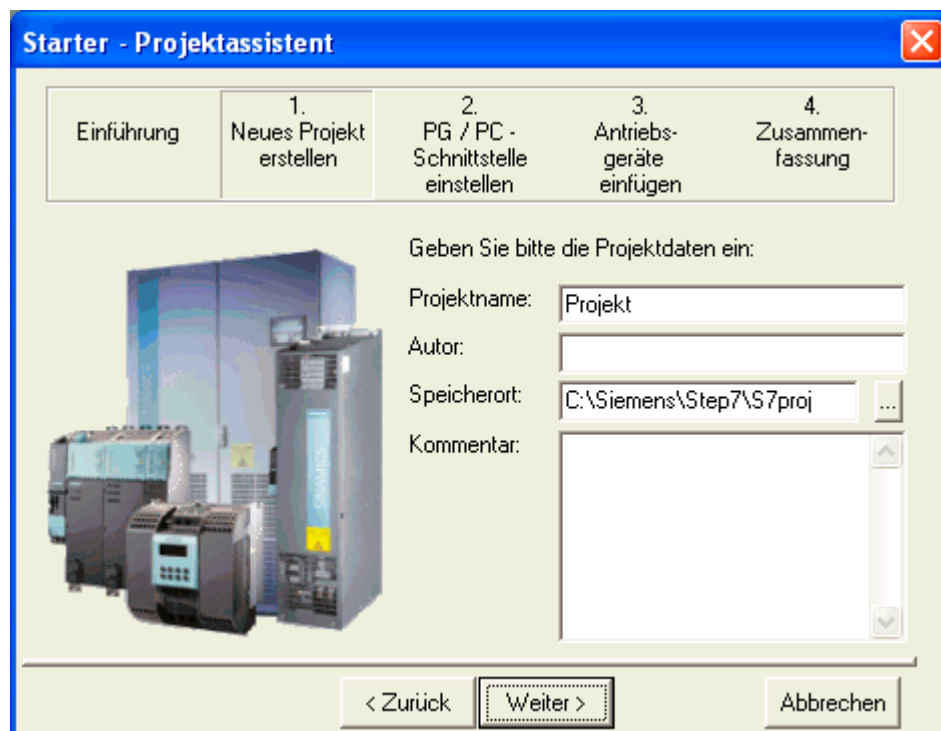 Starter - Projektassistent
Einführung
1.
Neues Projekt
erstellen
2.
PG / PC -
Schnittstelle
einstellen
3.
Antriebs-
geräte
einfügen
4.
Zusammen-
fassung
Geben Sie bitte die Projektdaten ein:
Projektname: Projekt
Autor:
Speicherort: C:\Siemens\Step7\S7proj ...
Kommentar:
SINAMICS
< Zurück Weiter > Abbrechen